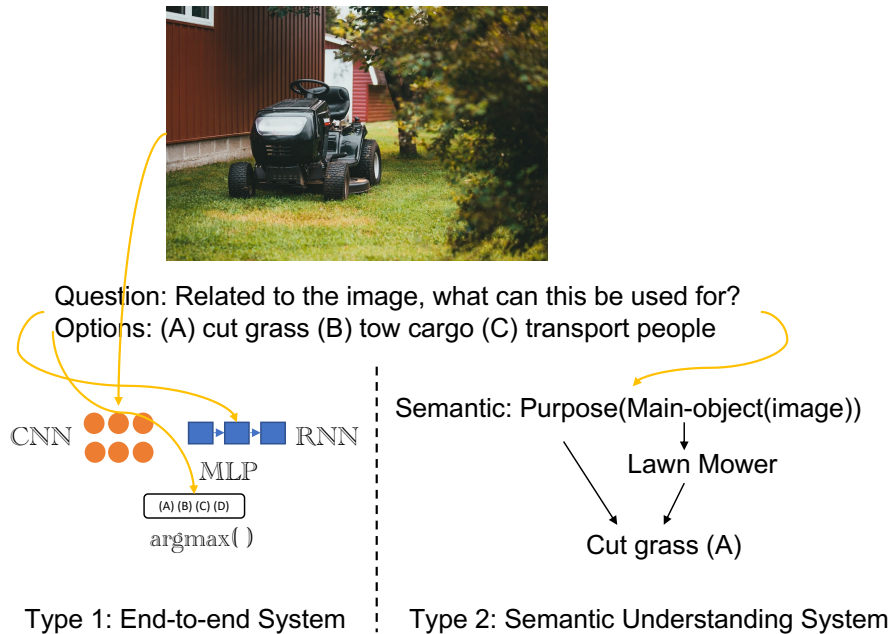 Question: Related to the image, what can this be used for?
Options: (A) cut grass (B) tow cargo (C) transport people
CNN
RNN
MLP
(A) (B) (C) (D)
argmax( )
Type 1: End-to-end System
Semantic: Purpose(Main-object(image))
Lawn Mower
Cut grass (A)
Type 2: Semantic Understanding System